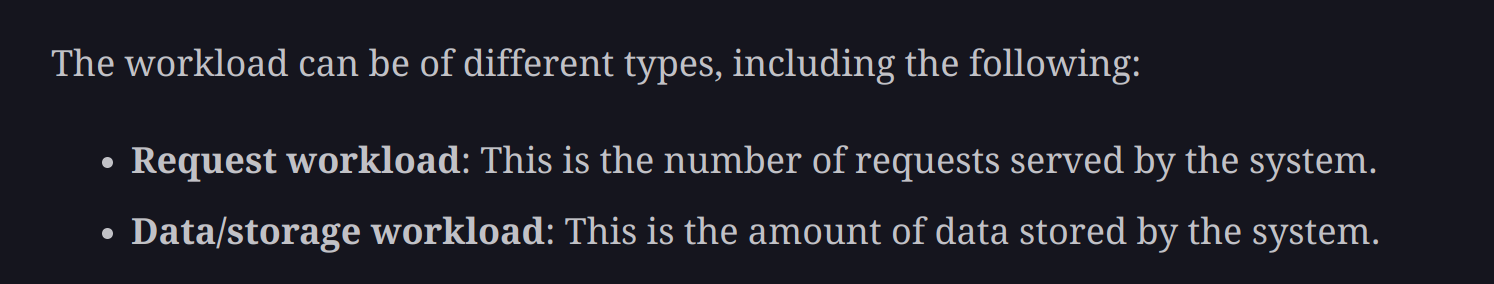 The workload can be of different types, including the following:
• Request workload: This is the number of requests served by the system.
• Data/storage workload: This is the amount of data stored by the system.